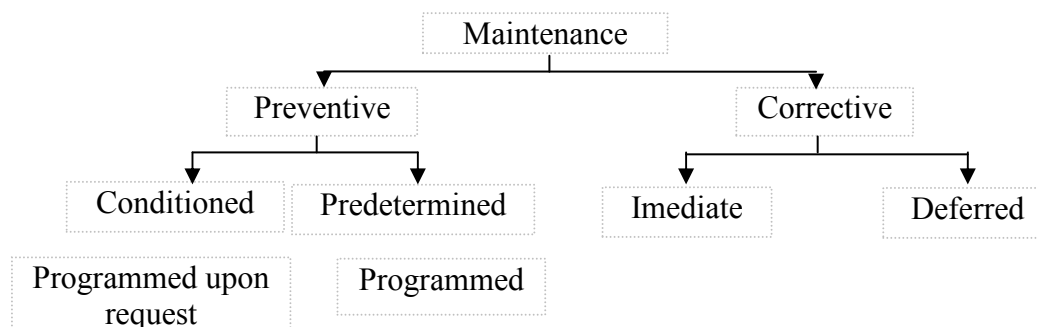 Maintenance
Preventive
Corrective
Conditioned
Predetermined
Imediate
Deferred
Programmed upon
request
Programmed